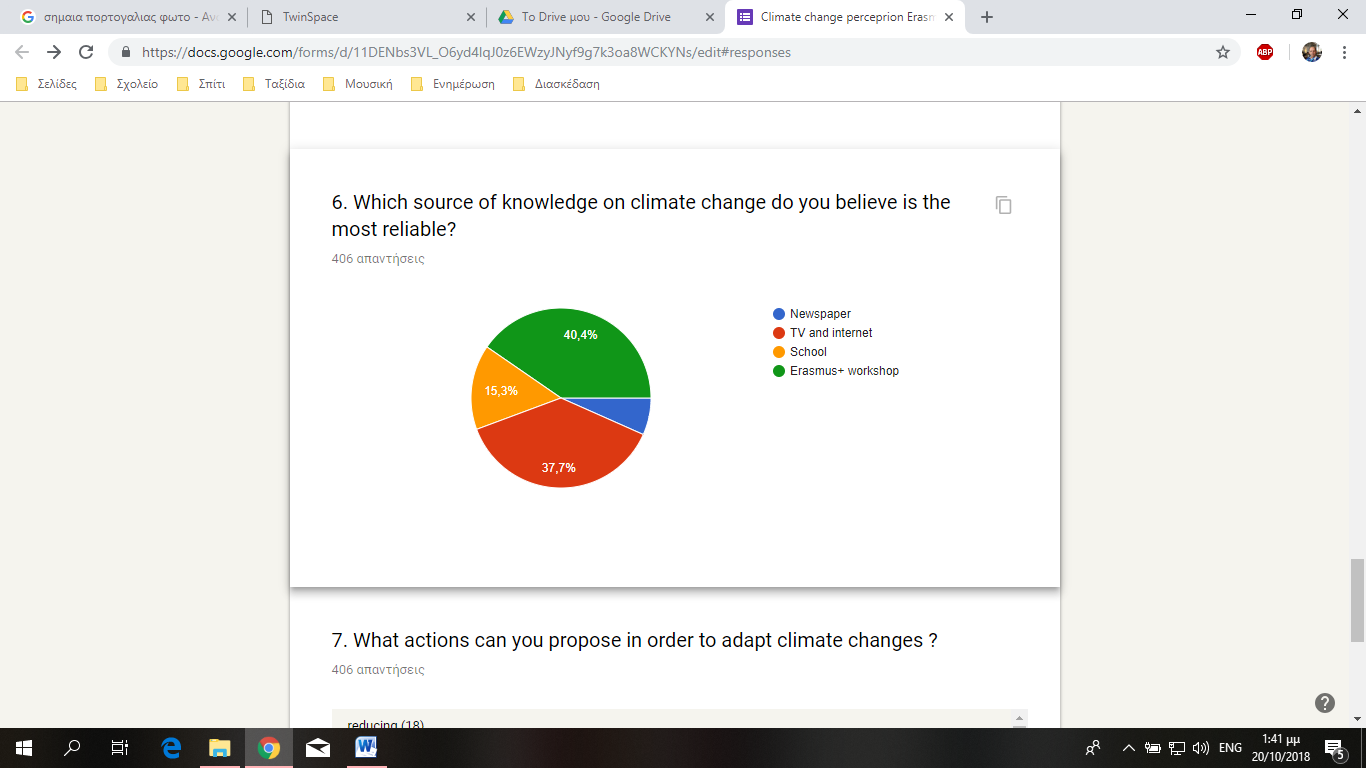 σημαια πορτογαλιας φωτο - Αν
TwinSpace
Το Drive μου - Google Drive
Climate change perceprion Erasm
https://docs.google.com/forms/d/11DENbs3VL_O6yd4lqJ0z6EWzyJNyf9g7k3oa8WCKYNs/edit#responses
ABP
Σελίδες Σχολείο Σπίτι Ταξίδια Μουσική Ενημέρωση Διασκέδαση
6. Which source of knowledge on climate change do you believe is the
most reliable?
406 απαντήσεις
40,4%
15,3%
37,7%
Newspaper
TV and internet
School
Erasmus+ workshop
7. What actions can you propose in order to adapt climate changes ?
406 απαντήσεις
reducing (18)
ENG
1:41 μμ
20/10/2018
5